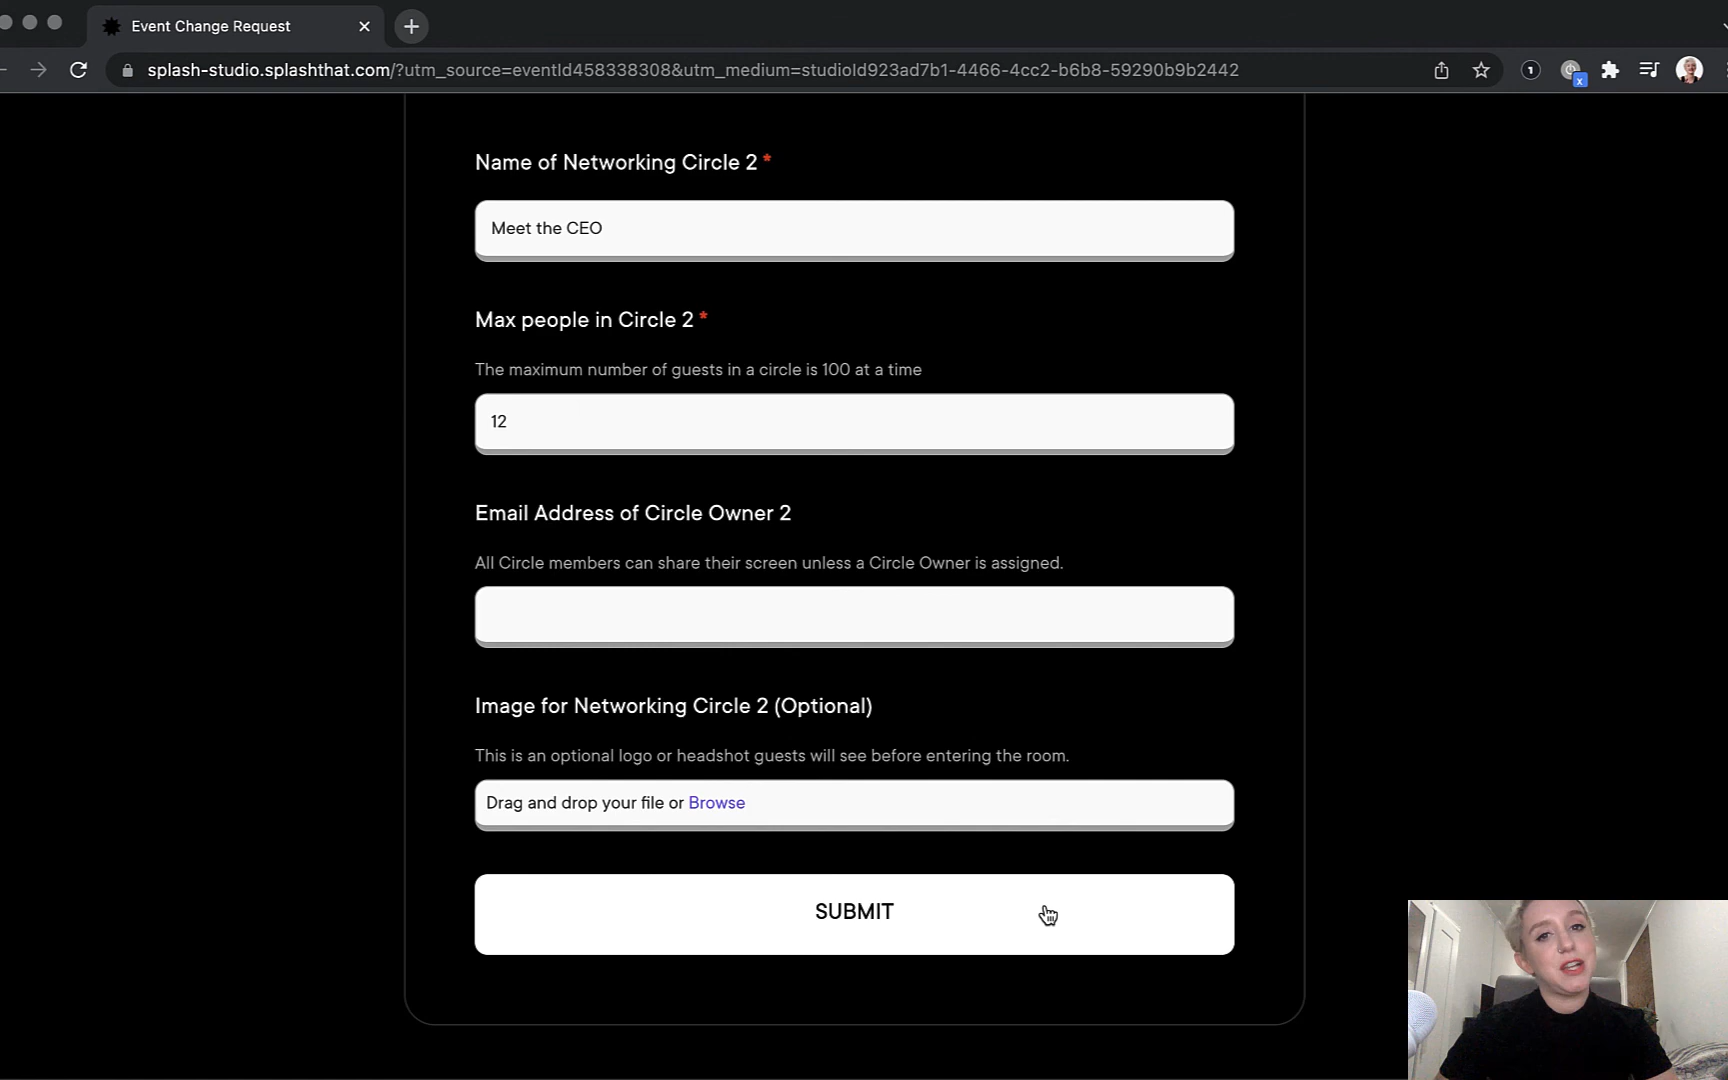 Event Change Request
splash-studio.splashthat.com/?utm_source=eventId458338308&utm_medium=studioId923ad7b1-4466-4cc2-b6b8-59290b9b2442
1
x
Name of Networking Circle 2 *
Meet the CEO
Max people in Circle 2 *
The maximum number of guests in a circle is 100 at a time
12
Email Address of Circle Owner 2
All Circle members can share their screen unless a Circle Owner is assigned.
Image for Networking Circle 2 (Optional)
This is an optional logo or headshot guests will see before entering the room.
Drag and drop your file or Browse
SUBMIT